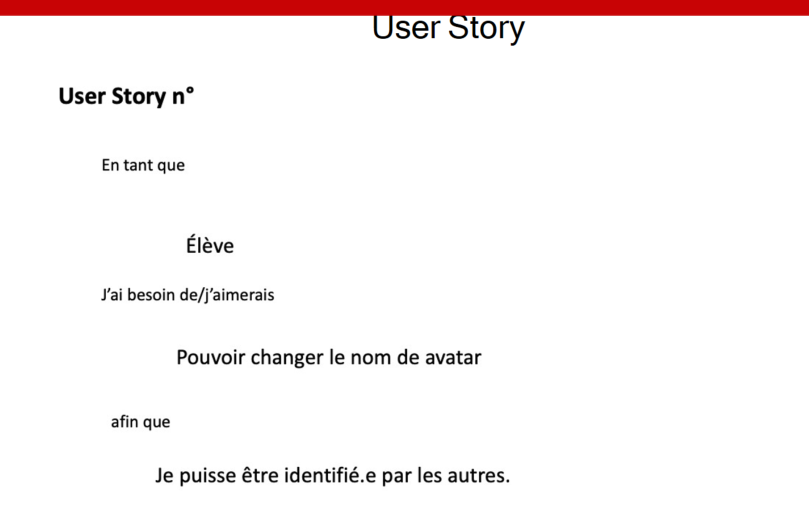 User Story
User Story n°
En tant que
Élève
J’ai besoin de/j’aimerais
Pouvoir changer le nom de avatar
afin que
Je puisse être identifié.e par les autres.